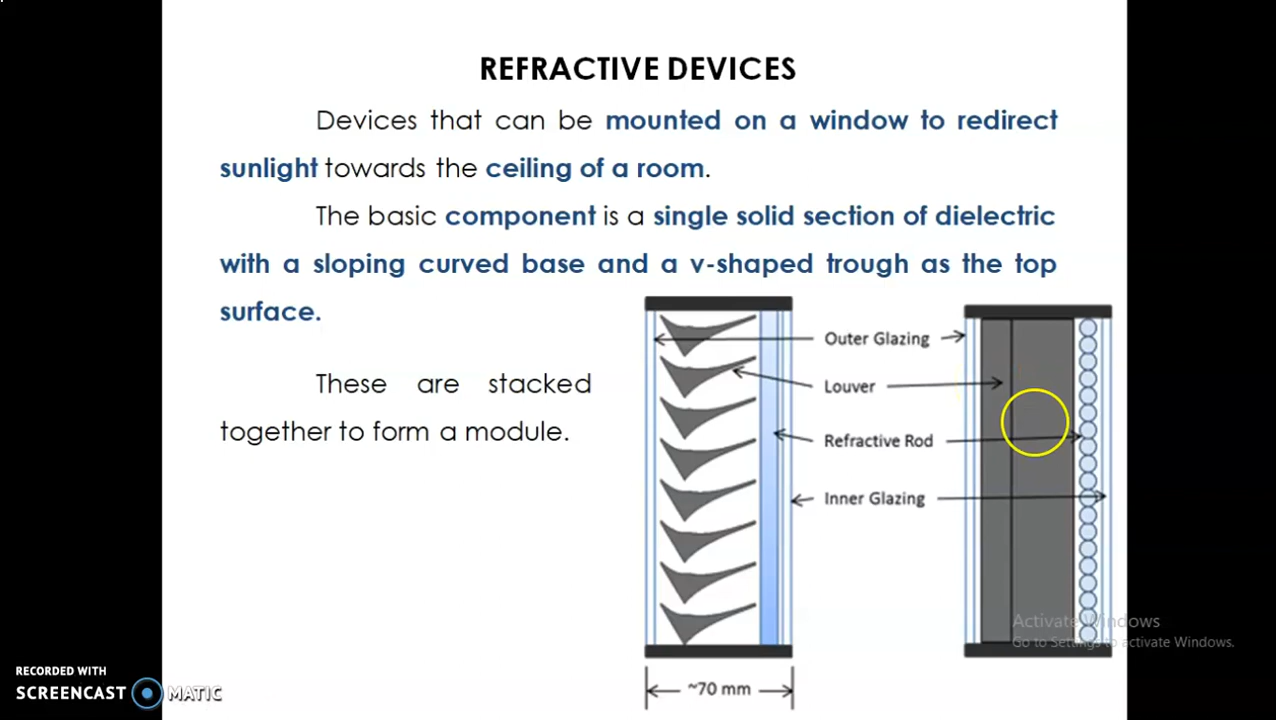 REFRACTIVE DEVICES
Devices that can be mounted on a window to redirect
sunlight towards the ceiling of a room.
The basic component is a single solid section of dielectric
with a sloping curved base and a v-shaped trough as the top
surface.
These are stacked
together to form a module.
Outer Glazing
Louver
Refractive Rod
Inner Glazing
~70 mm
Activate Windows
Go to Settings to activate Windows.
RECORDED WITH
SCREENCAST MATIC